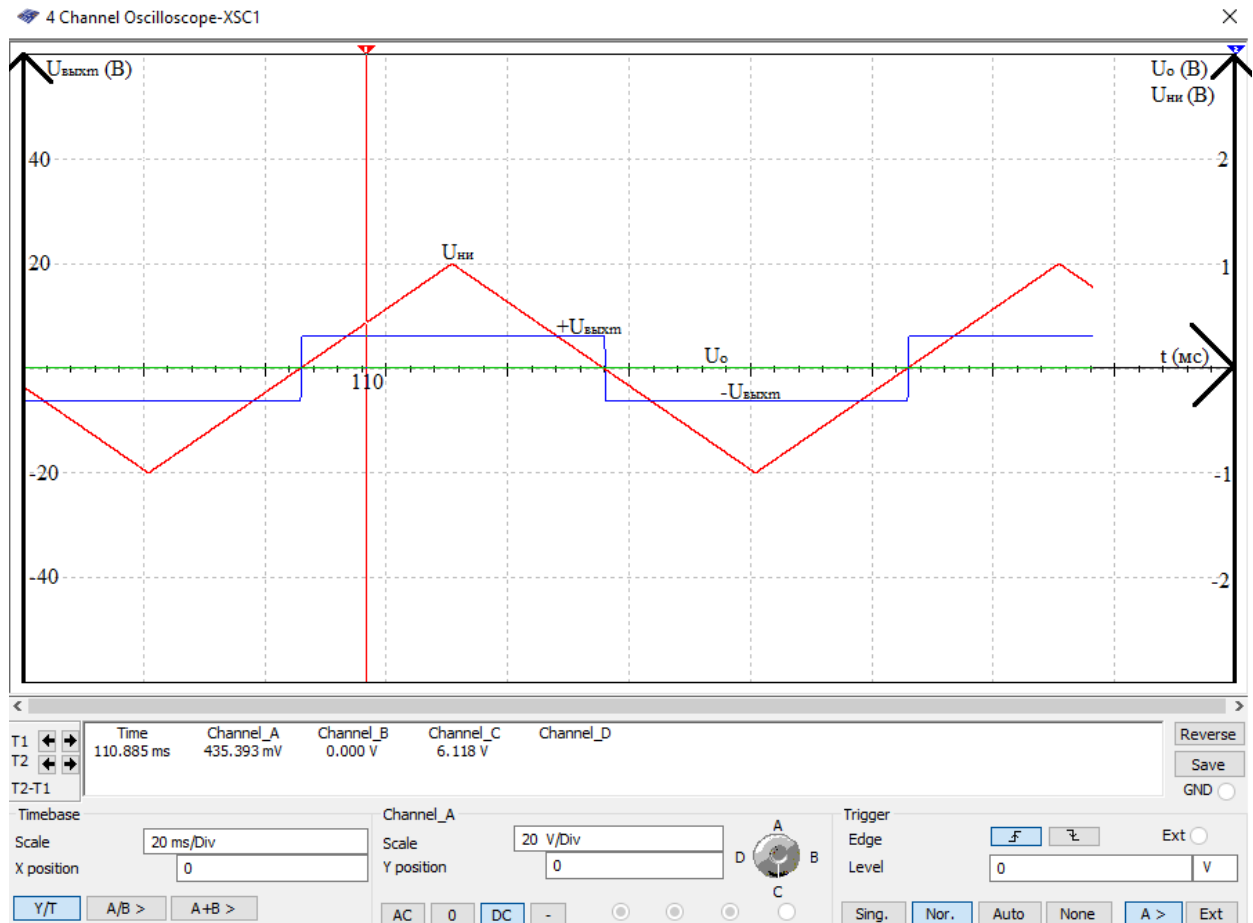 4 Channel Oscilloscope-XSC1
Uвыхm (В)
Uо (В)
Uни (В)
40
2
20
Uни
1
+Uвыхm
Uо
t (мс)
110
-Uвыхm
-20
-1
-40
-2
Time Channel_A Channel_B Channel_C Channel_D
T1 110.885 ms 435.393 mV 0.000 V 6.118 V
T2
T2-T1
Reverse
Save
GND
Timebase
Scale 20 ms/Div
X position 0
Y/T A/B > A+B >
Channel_A
Scale 20 V/Div
Y position 0
AC 0 DC -
A
D B
C
Trigger
Edge Ext
Level 0 V
Sing. Nor. Auto None A > Ext